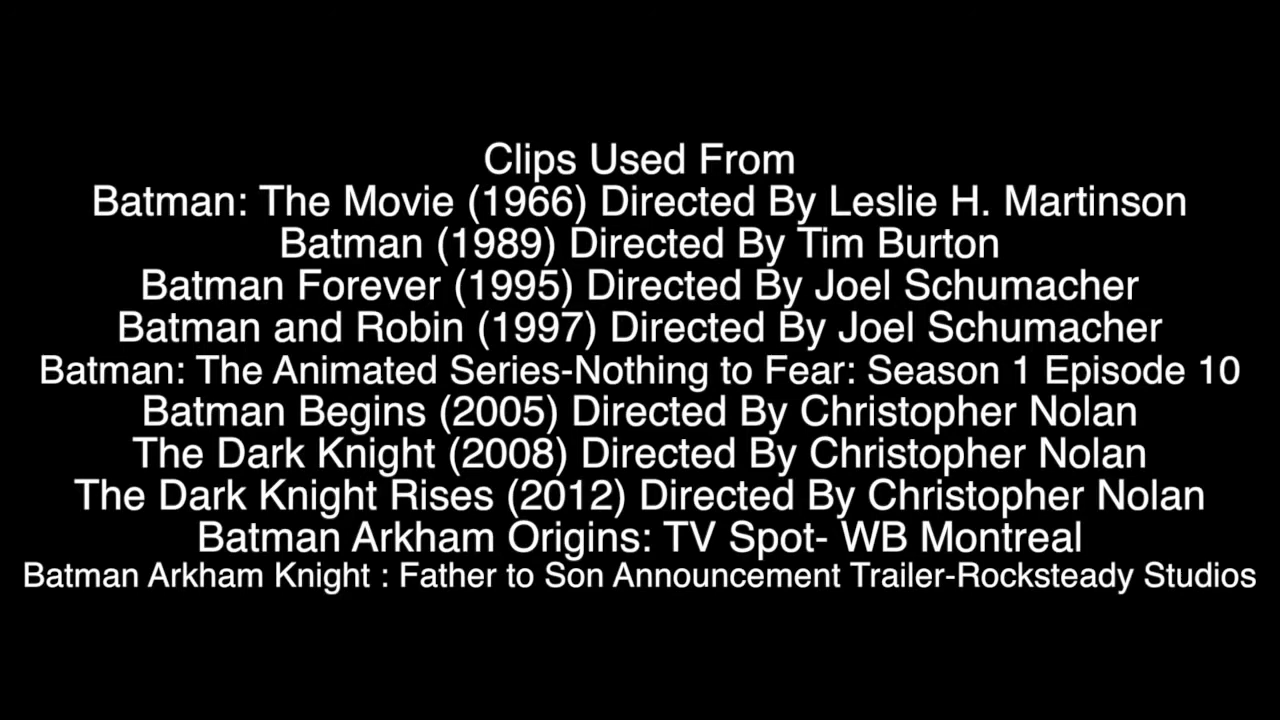 Clips Used From
Batman: The Movie (1966) Directed By Leslie H. Martinson
Batman (1989) Directed By Tim Burton
Batman Forever (1995) Directed By Joel Schumacher
Batman and Robin (1997) Directed By Joel Schumacher
Batman: The Animated Series-Nothing to Fear: Season 1 Episode 10
Batman Begins (2005) Directed By Christopher Nolan
The Dark Knight (2008) Directed By Christopher Nolan
The Dark Knight Rises (2012) Directed By Christopher Nolan
Batman Arkham Origins: TV Spot- WB Montreal
Batman Arkham Knight : Father to Son Announcement Trailer-Rocksteady Studios